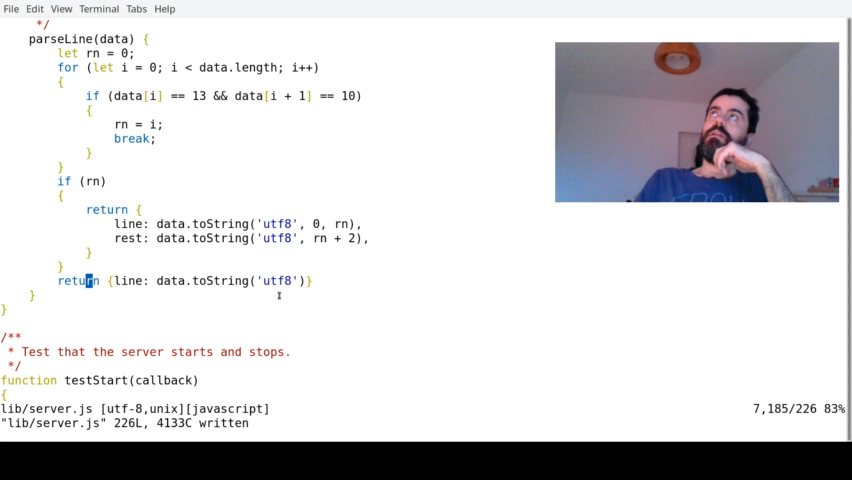 File Edit View Terminal Tabs Help
*/
parseLine(data) {
let rn = 0;
for (let i = 0; i < data.length; i++)
{
if (data[i] == 13 && data[i + 1] == 10)
{
rn = i;
break;
}
}
if (rn)
{
return {
line: data.toString('utf8', 0, rn),
rest: data.toString('utf8', rn + 2),
}
}
return {line: data.toString('utf8')}
}
}
/**
* Test that the server starts and stops.
*/
function testStart(callback)
{
lib/server.js [utf-8,unix][javascript] 7,185/226 83%
"lib/server.js" 226L, 4133C written